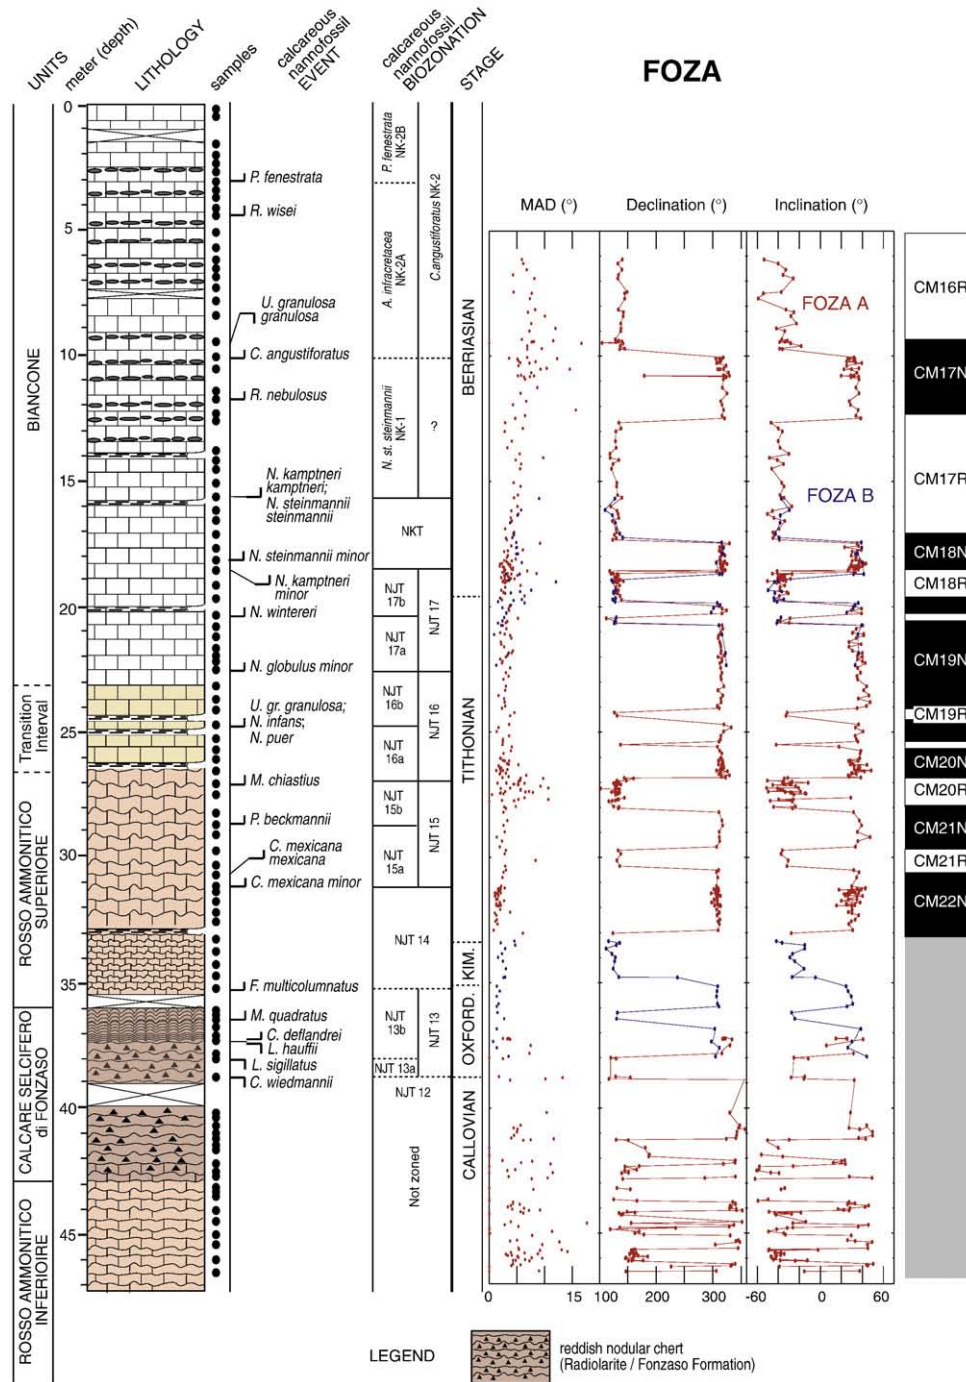 FOZA
UNITS
meter (depth)
LITHOLOGY
samples
calcareous
nannofossil
EVENT
calcareous
nannofossil
BIOZONATION
STAGE
MAD (°)
Declination (°)
Inclination (°)
0
5
10
15
20
25
30
35
40
45
BIANCONE
Transition
Interval
ROSSO AMMONITICO
SUPERIORE
CALCARE SELCIFERO
di FONZASO
ROSSO AMMONITICO
INFERIOIRE
P. fenestrata
R. wisei
U. granulosa
granulosa
C. angustiforatus
R. nebulosus
N. kamptneri
kamptneri;
N. steinmannii
steinmannii
N. steinmannii minor
N. kamptneri
minor
N. wintereri
N. globulus minor
U. gr. granulosa;
N. infans;
N. puer
M. chiastius
P. beckmannii
C. mexicana
mexicana
C. mexicana minor
F. multicolumnatus
M. quadratus
C. deflandrei
L. hauffii
L. sigillatus
C. wiedmannii
P. fenestrata
NK-2B
A. infracretacea
NK-2A
C.angustiforatus NK-2
N. st. steinmannii
NK-1
?
NKT
NJT
17b
NJT
17a
NJT 17
NJT
16b
NJT
16a
NJT 16
NJT
15b
NJT
15a
NJT 15
NJT 14
NJT
13b
NJT 13
NJT 13a
NJT 12
Not zoned
BERRIASIAN
TITHONIAN
KIM.
OXFORD.
CALLOVIAN
FOZA A
FOZA B
CM16R
CM17N
CM17R
CM18N
CM18R
CM19N
CM19R
CM20N
CM20R
CM21N
CM21R
CM22N
0 15 100 200 300 -60 0 60
LEGEND
reddish nodular chert
(Radiolarite / Fonzaso Formation)